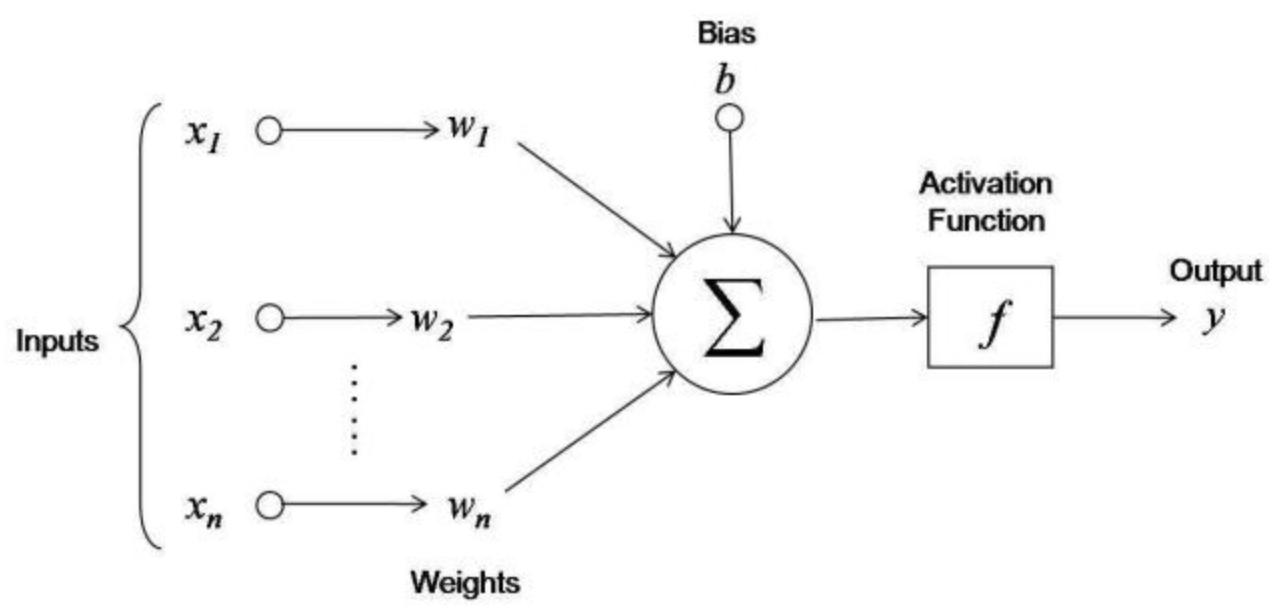 Bias
b
x1 w1
Activation
Function
Output
Inputs
x2 w2
Σ
f
y
xn wn
Weights